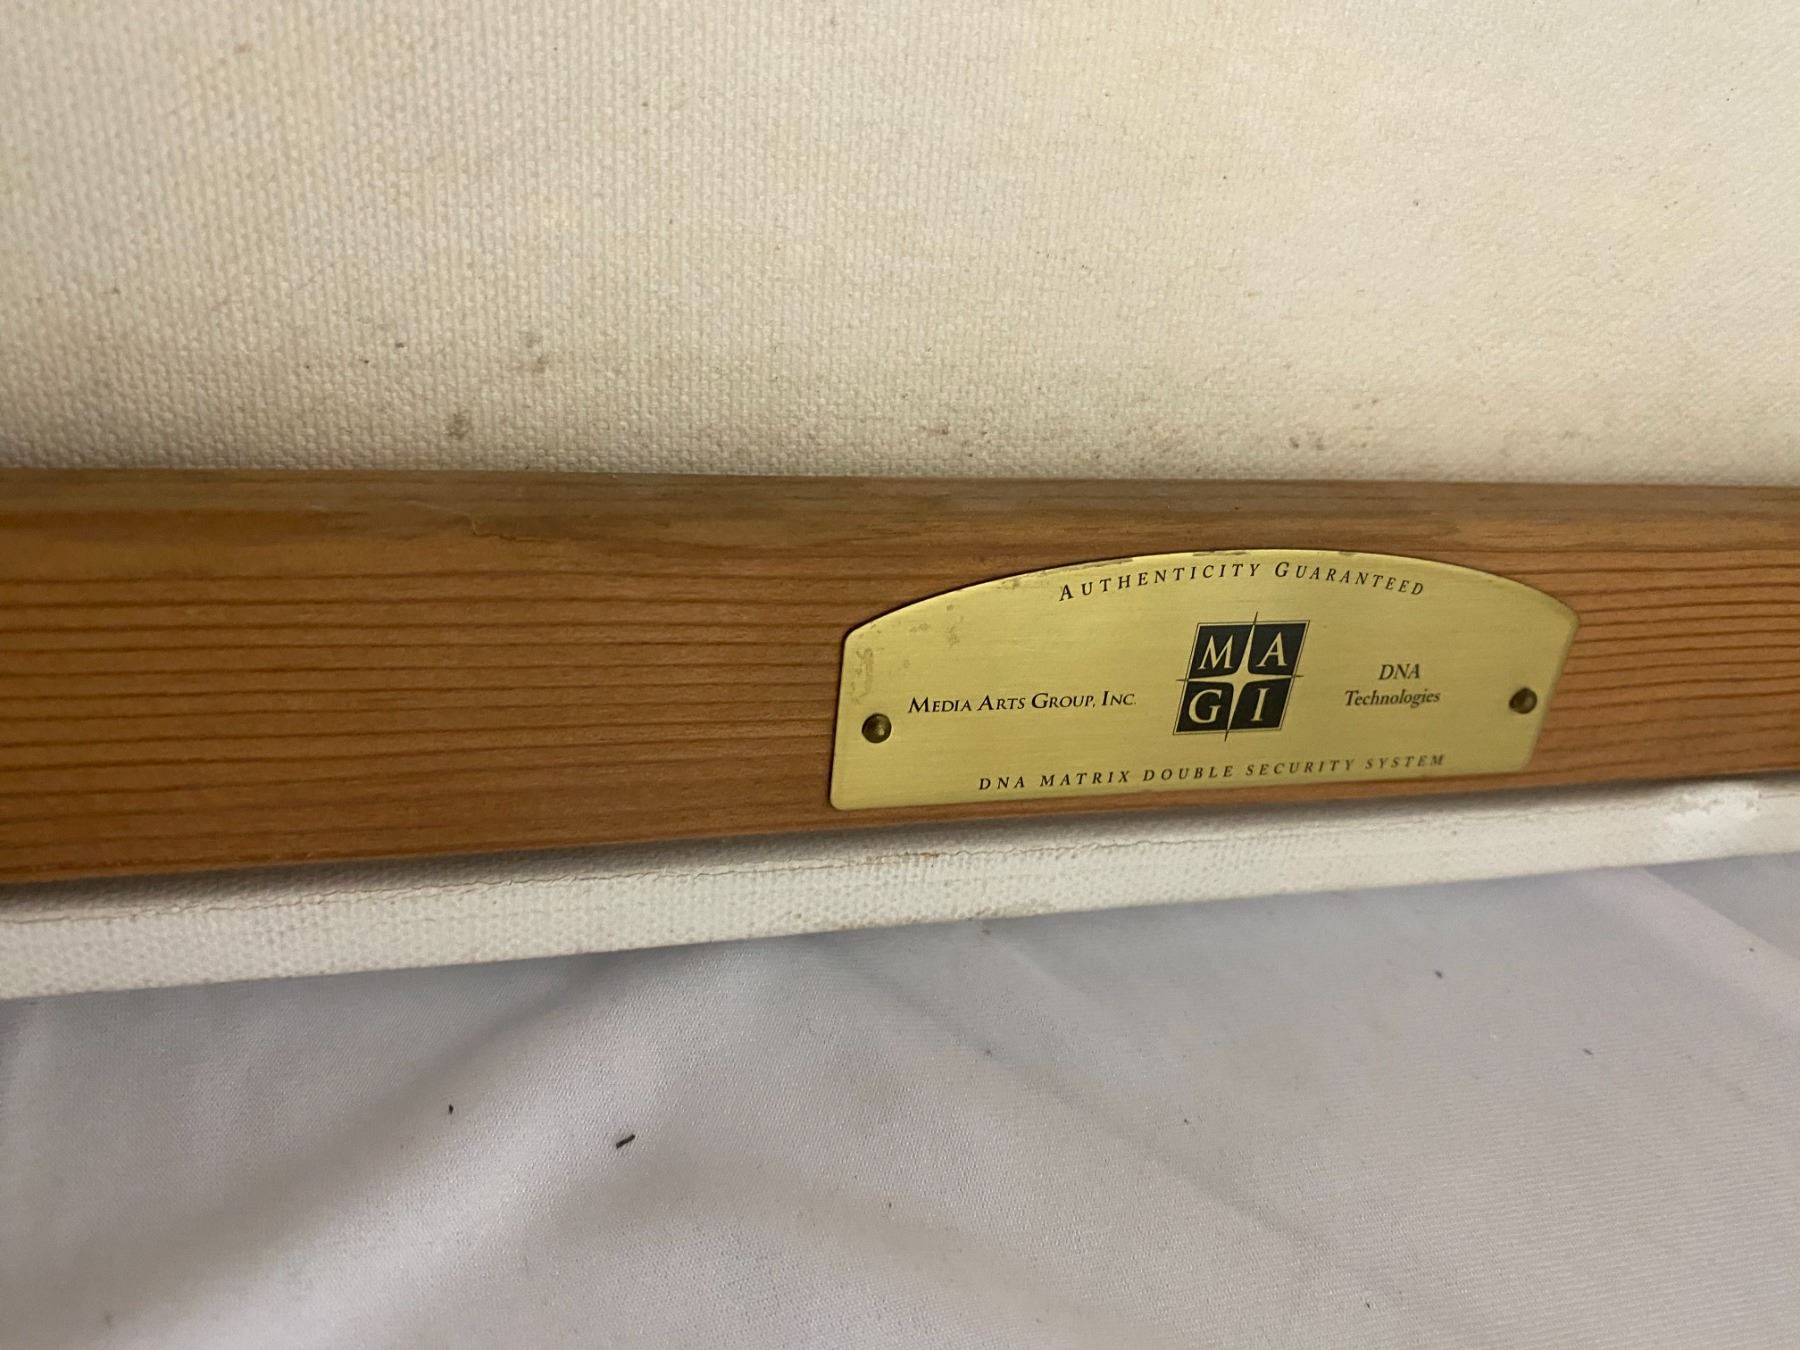 AUTHENTICITY GUARANTEED
MEDIA ARTS GROUP, INC.
MA
GI
DNA
Technologies
DNA MATRIX DOUBLE SECURITY SYSTEM